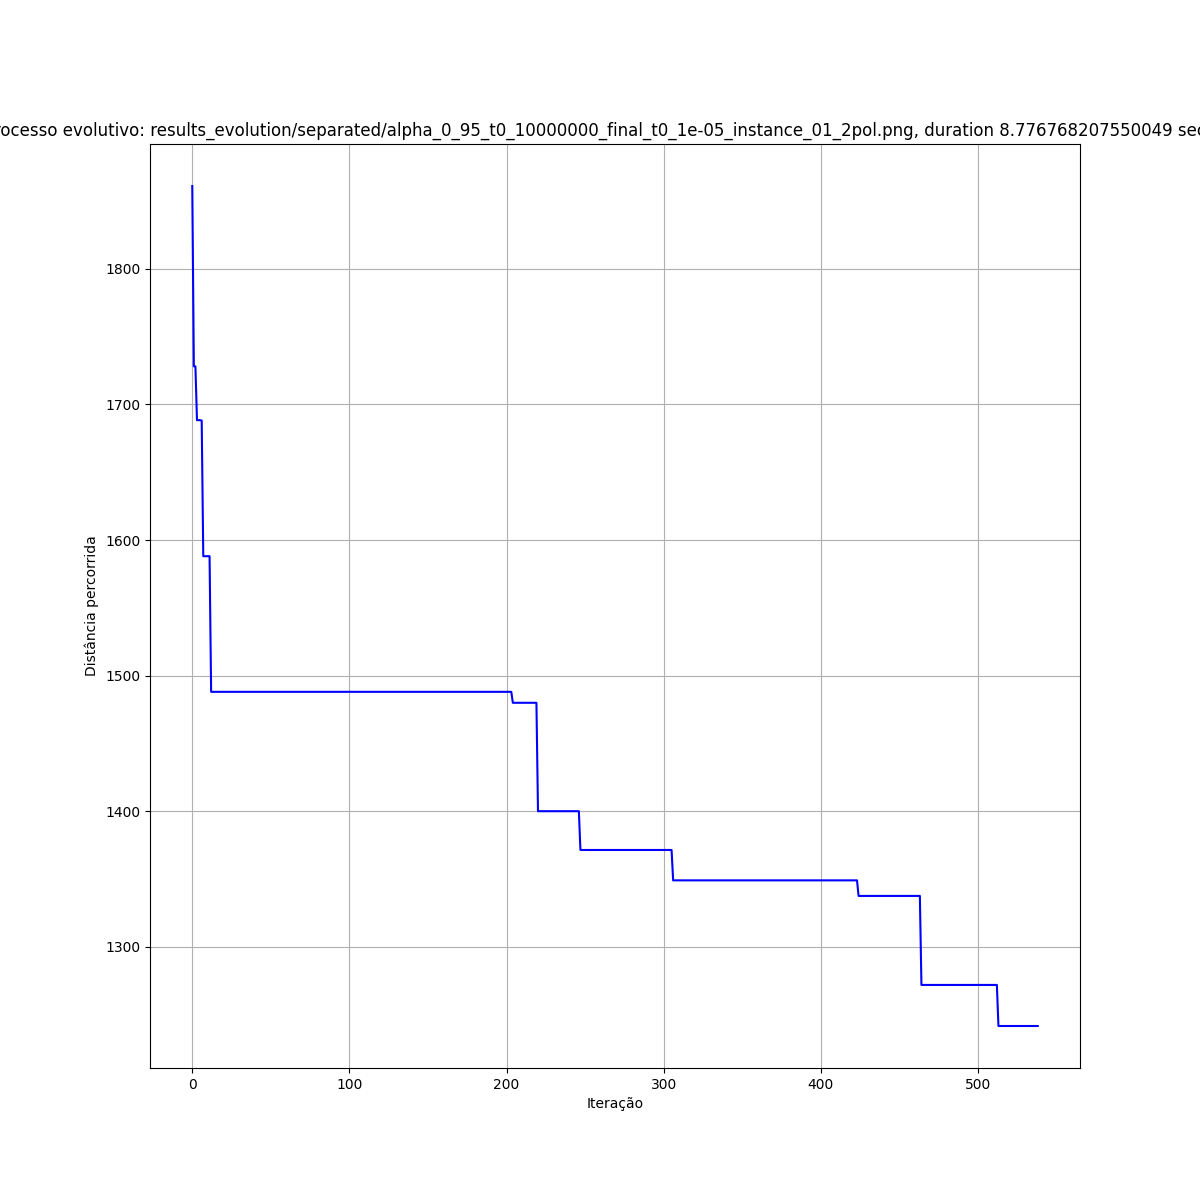 ocesso evolutivo: results_evolution/separated/alpha_0_95_t0_10000000_final_t0_1e-05_instance_01_2pol.png, duration 8.776768207550049 sec
1800
1700
1600
1500
1400
1300
Distância percorrida
0 100 200 300 400 500
Iteração